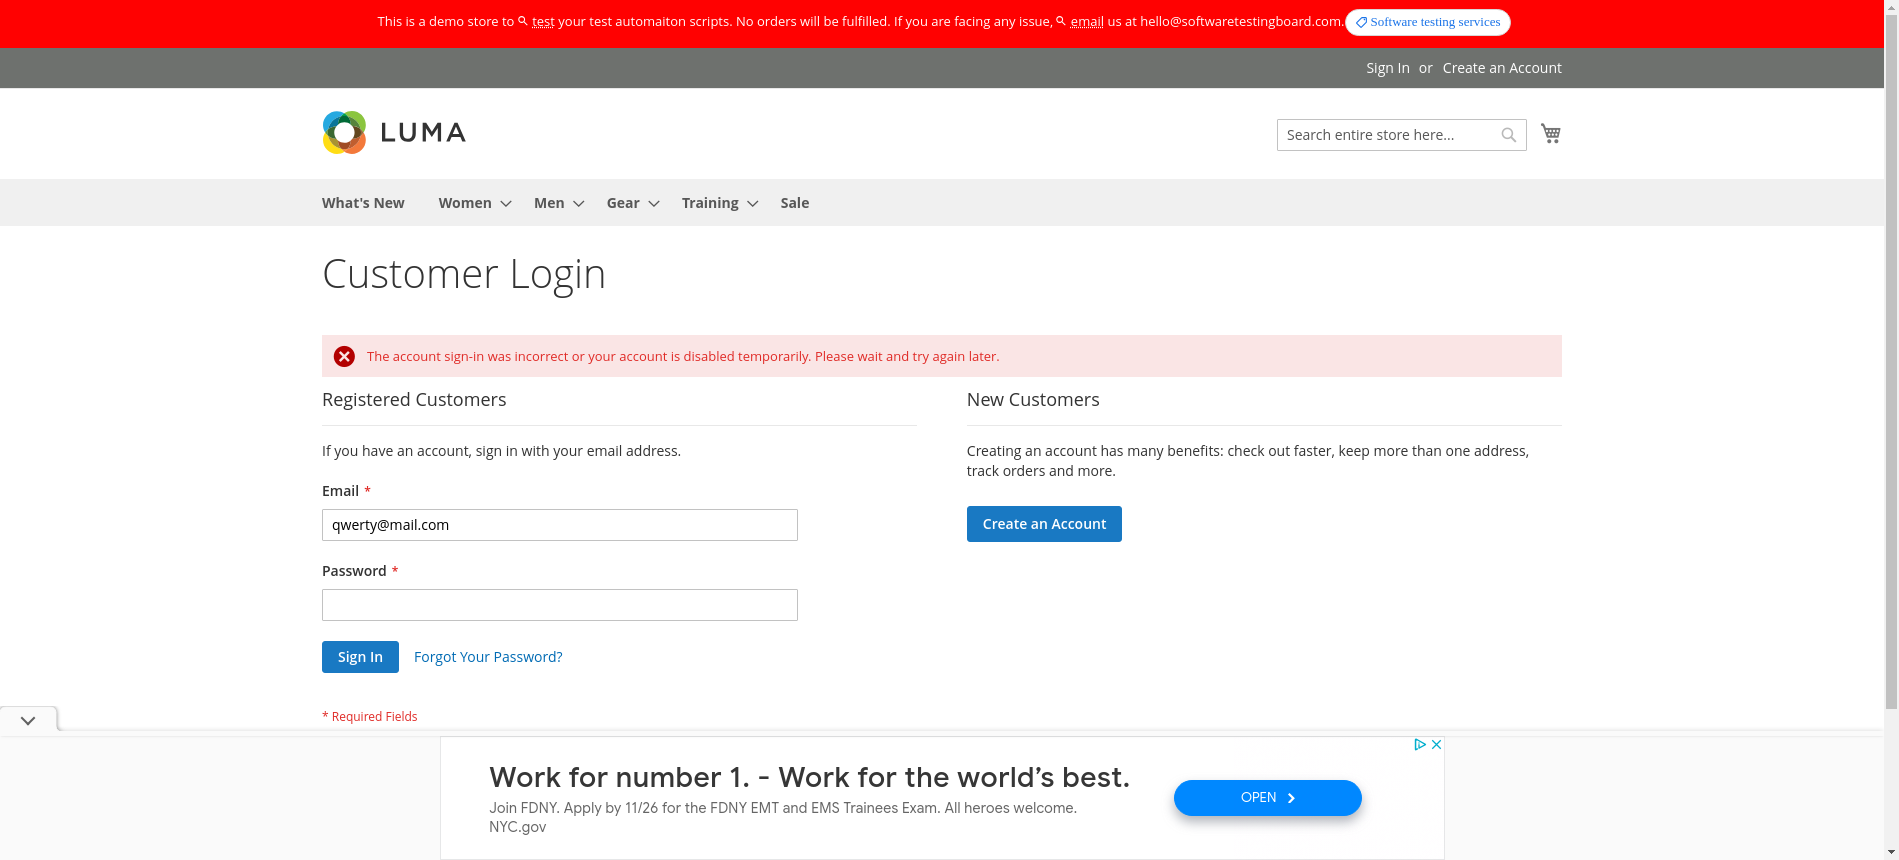 This is a demo store to test your test automaiton scripts. No orders will be fulfilled. If you are facing any issue, email us at hello@softwaretestingboard.com. Software testing services
Sign In or Create an Account
LUMA
Search entire store here...
What's New Women Men Gear Training Sale
Customer Login
The account sign-in was incorrect or your account is disabled temporarily. Please wait and try again later.
Registered Customers
If you have an account, sign in with your email address.
Email *
qwerty@mail.com
Password *
Sign In Forgot Your Password?
* Required Fields
New Customers
Creating an account has many benefits: check out faster, keep more than one address,
track orders and more.
Create an Account
Work for number 1. - Work for the world's best.
Join FDNY. Apply by 11/26 for the FDNY EMT and EMS Trainees Exam. All heroes welcome.
NYC.gov
OPEN